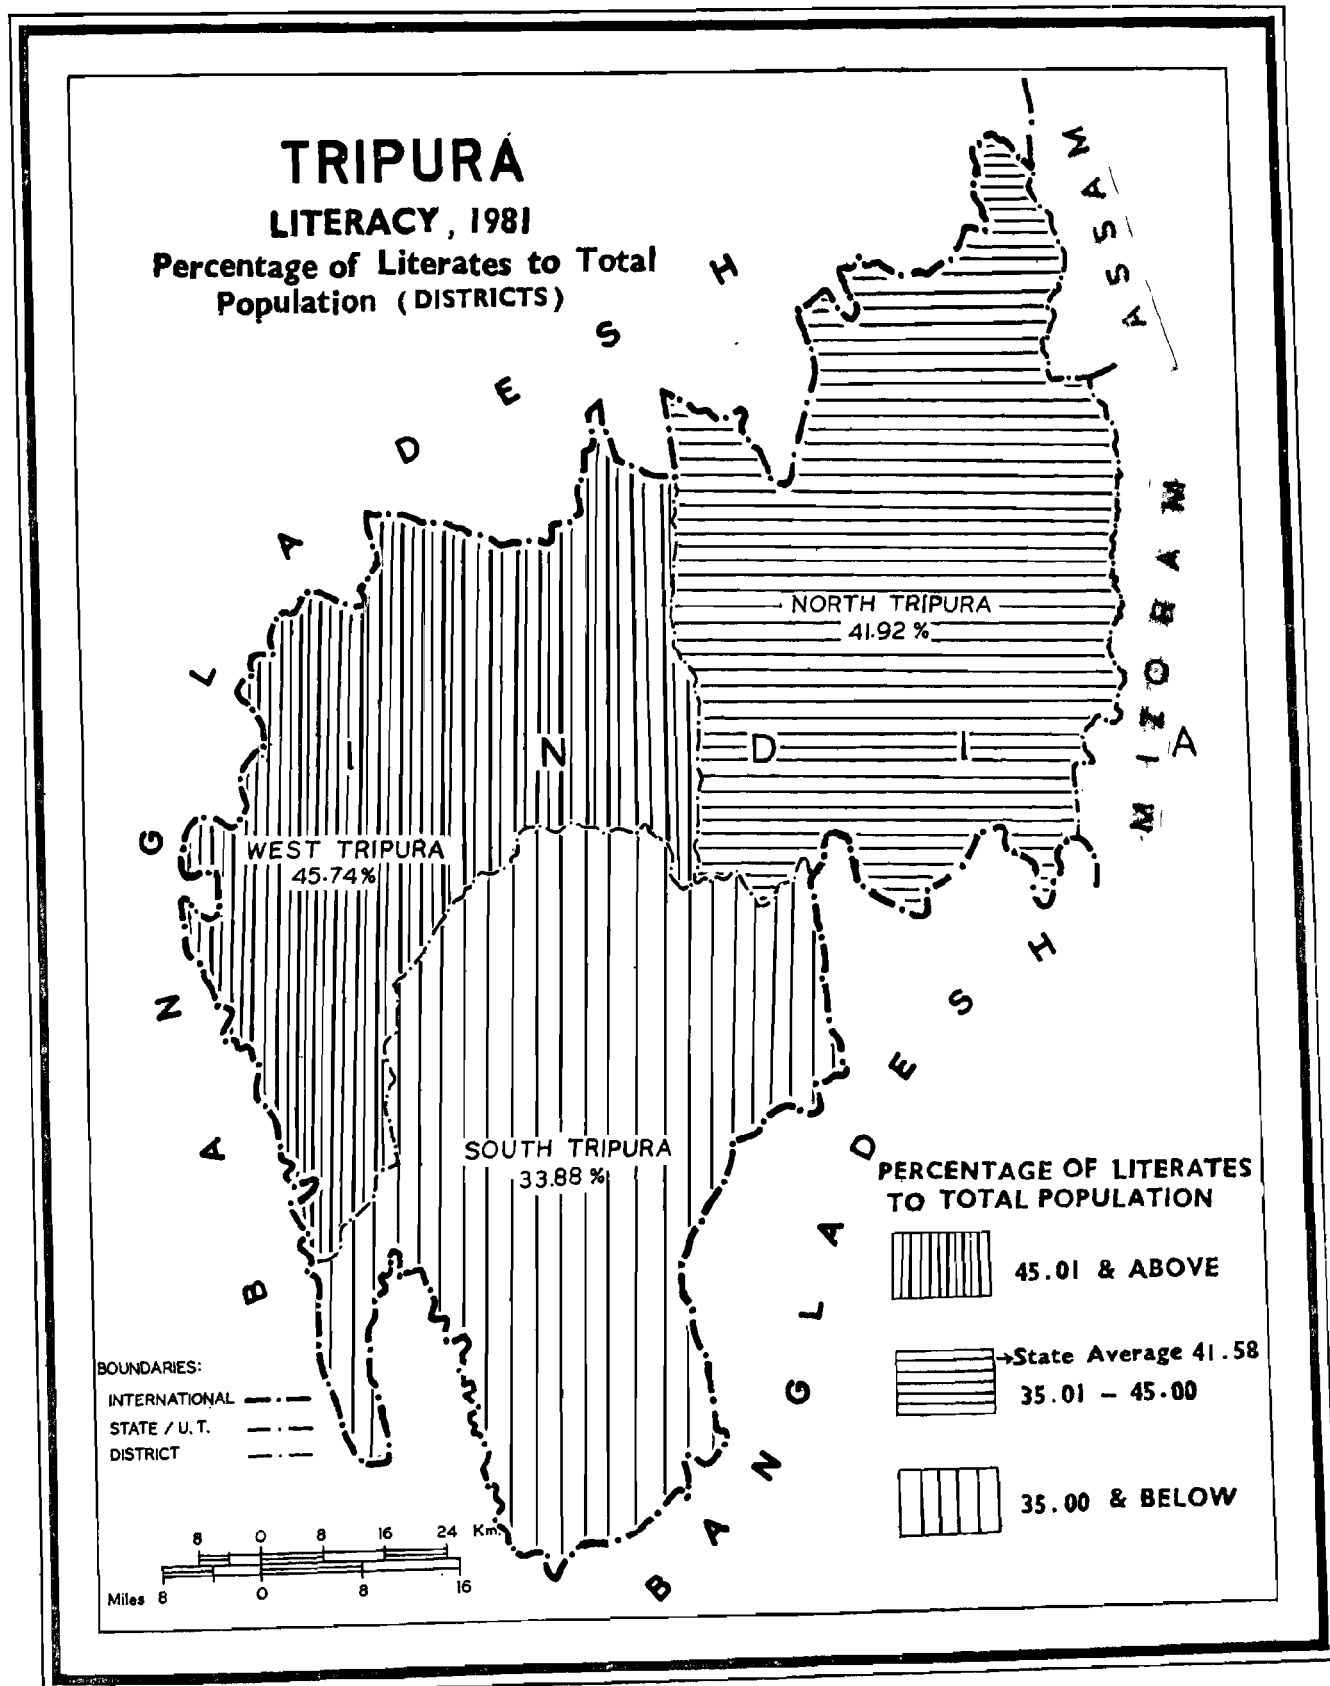 TRIPURA
LITERACY, 1981
Percentage of Literates to Total
Population (DISTRICTS)
BANGLADESH
ASSAM
MIZORAM
INDIA
NORTH TRIPURA
41.92 %
WEST TRIPURA
45.74%
SOUTH TRIPURA
33.88 %
BANGLADESH
PERCENTAGE OF LITERATES
TO TOTAL POPULATION
45.01 & ABOVE
→State Average 41.58
35.01 - 45.00
35.00 & BELOW
BOUNDARIES:
INTERNATIONAL
STATE / U.T.
DISTRICT
8 0 8 16 24 Km.
Miles 8 0 8 16